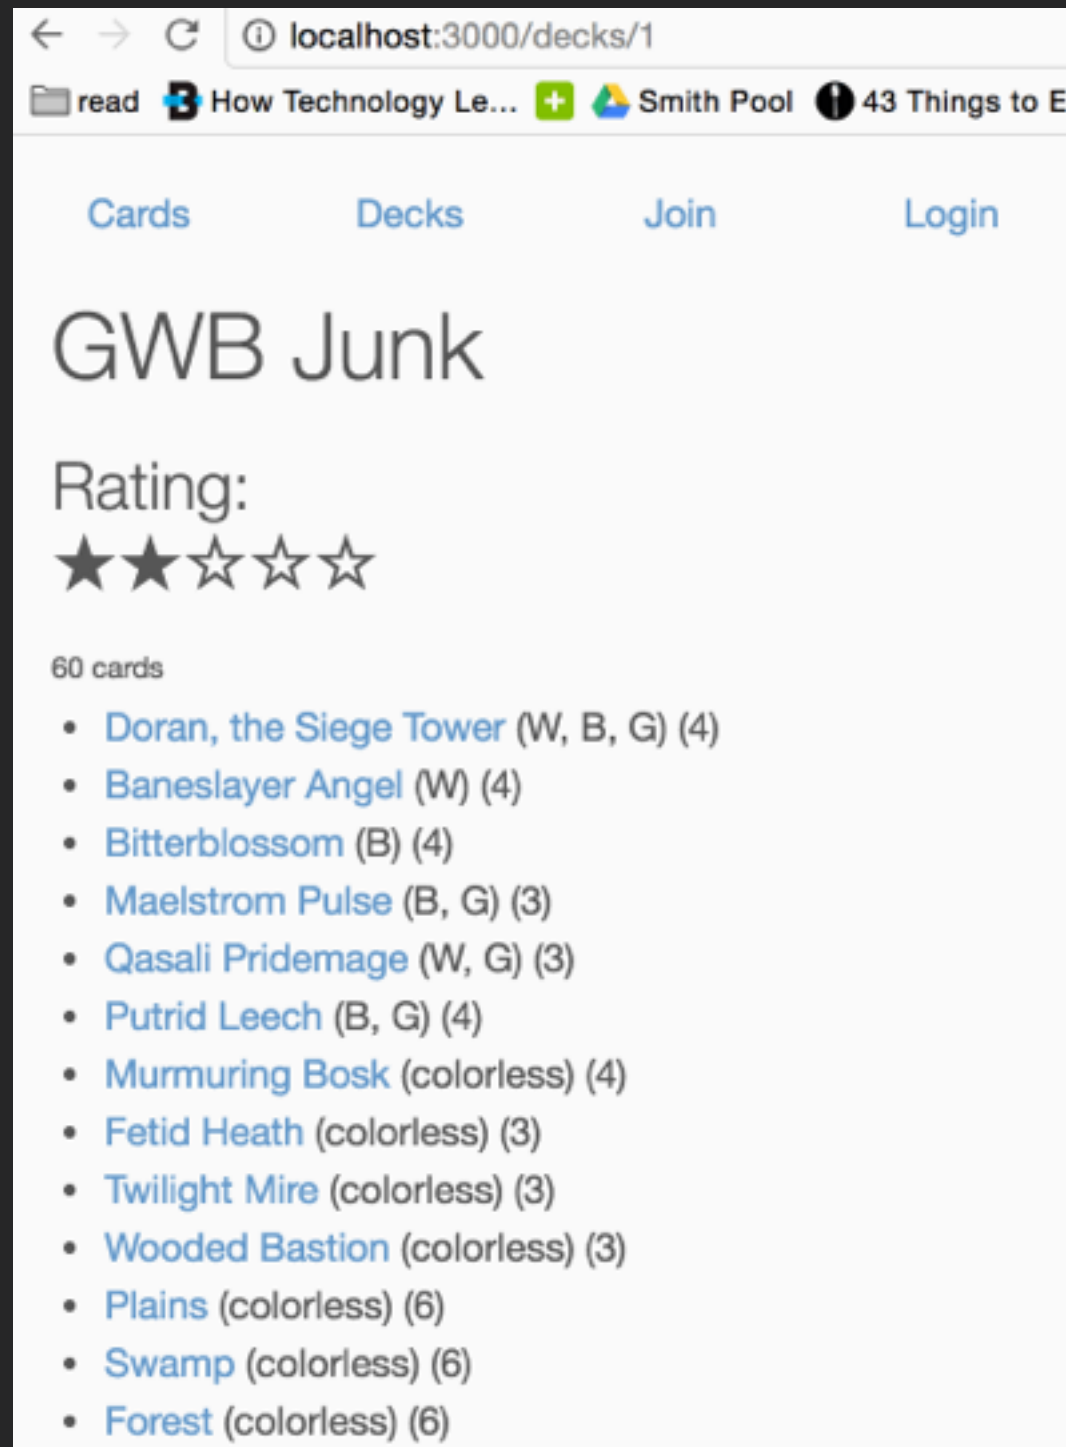 localhost:3000/decks/1
read How Technology Le... Smith Pool 43 Things to E
Cards Decks Join Login
GWB Junk
Rating:
★★☆☆☆
60 cards
• Doran, the Siege Tower (W, B, G) (4)
• Baneslayer Angel (W) (4)
• Bitterblossom (B) (4)
• Maelstrom Pulse (B, G) (3)
• Qasali Pridemage (W, G) (3)
• Putrid Leech (B, G) (4)
• Murmuring Bosk (colorless) (4)
• Fetid Heath (colorless) (3)
• Twilight Mire (colorless) (3)
• Wooded Bastion (colorless) (3)
• Plains (colorless) (6)
• Swamp (colorless) (6)
• Forest (colorless) (6)